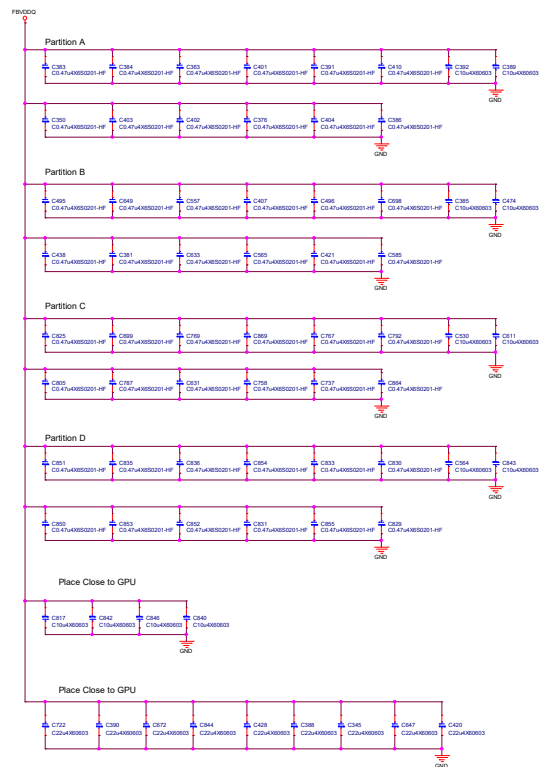 FBVDDQ
Partition A
C383 C384 C363 C401 C391 C410 C392 C389
C0.47u4X6S0201-HF C0.47u4X6S0201-HF C0.47u4X6S0201-HF C0.47u4X6S0201-HF C0.47u4X6S0201-HF C0.47u4X6S0201-HF C10u4X60603 C10u4X60603
GND
C350 C403 C402 C376 C404 C386
C0.47u4X6S0201-HF C0.47u4X6S0201-HF C0.47u4X6S0201-HF C0.47u4X6S0201-HF C0.47u4X6S0201-HF C0.47u4X6S0201-HF
GND
Partition B
C495 C649 C557 C407 C496 C698 C385 C474
C0.47u4X6S0201-HF C0.47u4X6S0201-HF C0.47u4X6S0201-HF C0.47u4X6S0201-HF C0.47u4X6S0201-HF C0.47u4X6S0201-HF C10u4X60603 C10u4X60603
GND
C438 C381 C633 C565 C421 C585
C0.47u4X6S0201-HF C0.47u4X6S0201-HF C0.47u4X6S0201-HF C0.47u4X6S0201-HF C0.47u4X6S0201-HF C0.47u4X6S0201-HF
GND
Partition C
C825 C699 C769 C869 C767 C792 C530 C611
C0.47u4X6S0201-HF C0.47u4X6S0201-HF C0.47u4X6S0201-HF C0.47u4X6S0201-HF C0.47u4X6S0201-HF C0.47u4X6S0201-HF C10u4X60603 C10u4X60603
GND
C805 C787 C631 C758 C737 C664
C0.47u4X6S0201-HF C0.47u4X6S0201-HF C0.47u4X6S0201-HF C0.47u4X6S0201-HF C0.47u4X6S0201-HF C0.47u4X6S0201-HF
GND
Partition D
C851 C835 C836 C854 C833 C830 C564 C843
C0.47u4X6S0201-HF C0.47u4X6S0201-HF C0.47u4X6S0201-HF C0.47u4X6S0201-HF C0.47u4X6S0201-HF C0.47u4X6S0201-HF C10u4X60603 C10u4X60603
GND
C850 C853 C852 C831 C855 C829
C0.47u4X6S0201-HF C0.47u4X6S0201-HF C0.47u4X6S0201-HF C0.47u4X6S0201-HF C0.47u4X6S0201-HF C0.47u4X6S0201-HF
GND
Place Close to GPU
C817 C842 C846 C840
C10u4X60603 C10u4X60603 C10u4X60603 C10u4X60603
GND
Place Close to GPU
C722 C390 C672 C844 C428 C388 C345 C647 C420
C22u4X60603 C22u4X60603 C22u4X60603 C22u4X60603 C22u4X60603 C22u4X60603 C22u4X60603 C22u4X60603 C22u4X60603
GND